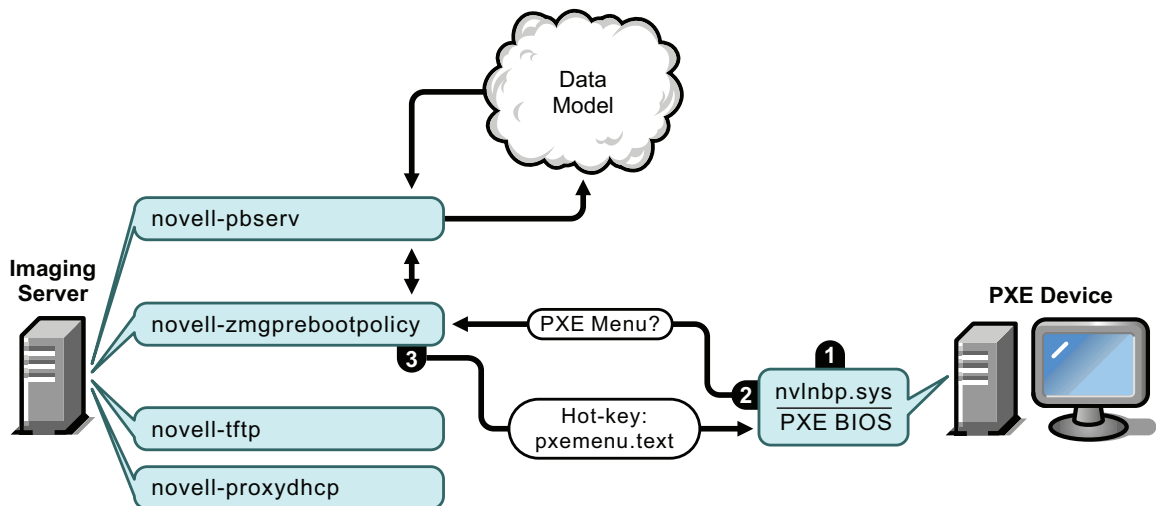 Data
Model
novell-pbserv
Imaging
Server
novell-zmgprebootpolicy
3
PXE Menu?
1
2
nvlnbp.sys
PXE BIOS
PXE Device
Hot-key:
pxemenu.text
novell-tftp
novell-proxydhcp